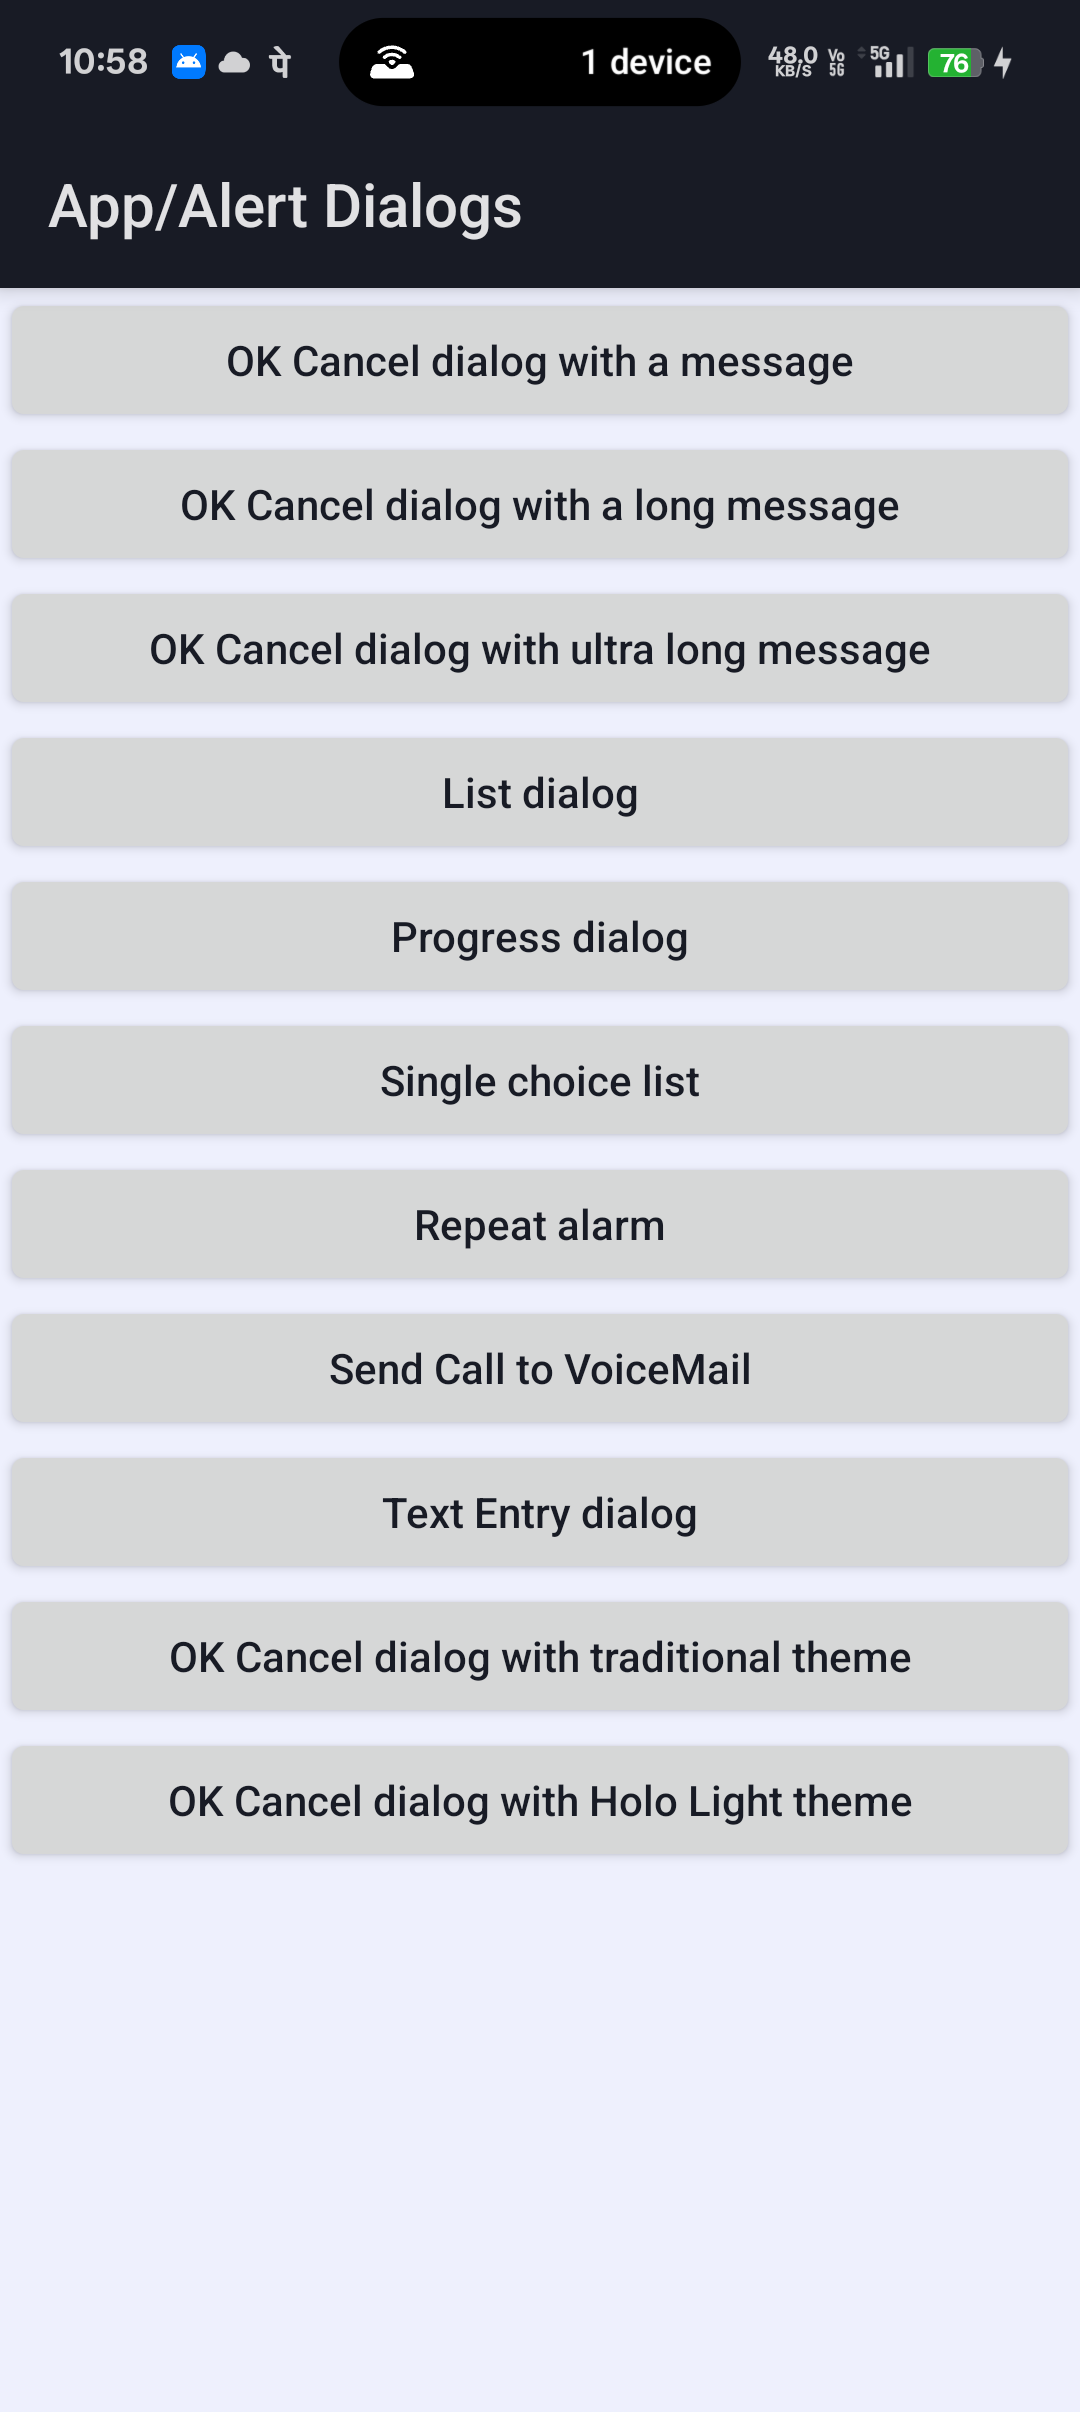 10:58 पे 1 device 48.0 KB/S Vo 5G 5G 76
App/Alert Dialogs
OK Cancel dialog with a message
OK Cancel dialog with a long message
OK Cancel dialog with ultra long message
List dialog
Progress dialog
Single choice list
Repeat alarm
Send Call to VoiceMail
Text Entry dialog
OK Cancel dialog with traditional theme
OK Cancel dialog with Holo Light theme